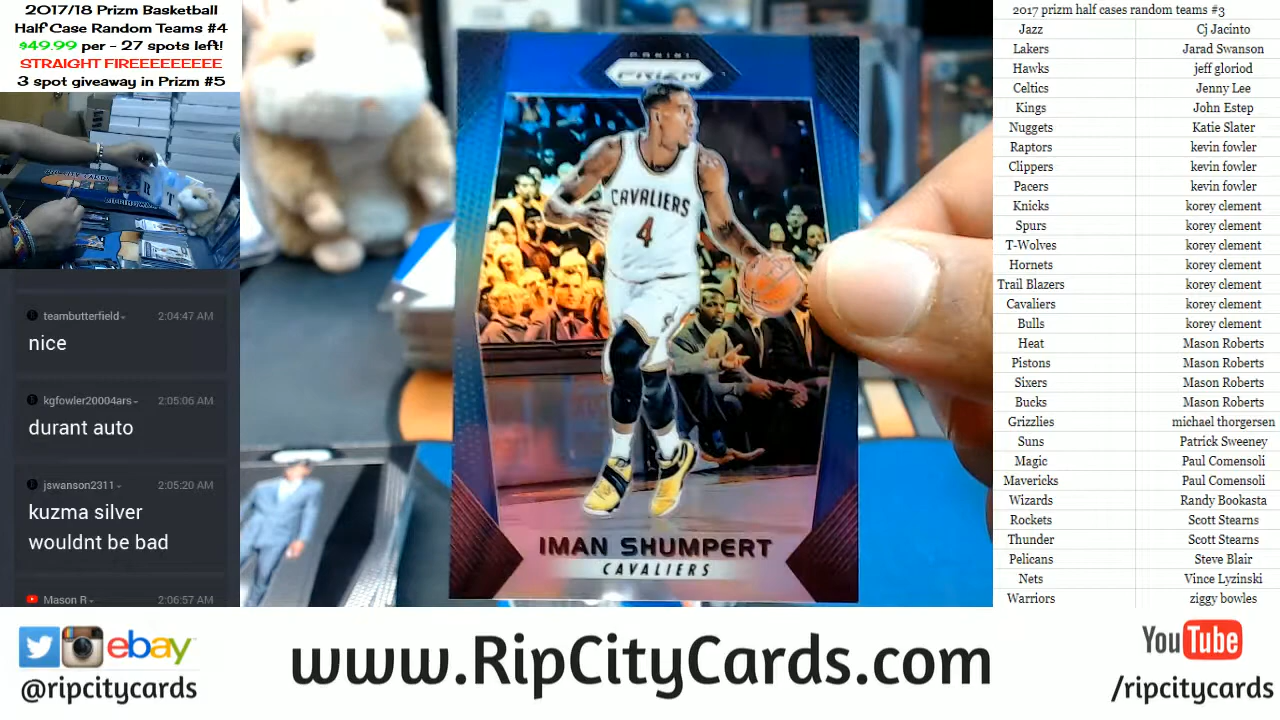 2017/18 Prizm Basketball
Half Case Random Teams #4
$49.99 per - 27 spots left!
STRAIGHT FIREEEEEEEEE
3 spot giveaway in Prizm #5
teambutterfield
2:04:47 AM
nice
kgfowler20004ars
2:05:06 AM
durant auto
jswanson2311
2:05:20 AM
kuzma silver
wouldnt be bad
Mason R
2:06:57 AM
PANINI
PRIZM
CAVALIERS
4
IMAN SHUMPERT
CAVALIERS
2017 prizm half cases random teams #3
Jazz Cj Jacinto
Lakers Jarad Swanson
Hawks jeff gloriod
Celtics Jenny Lee
Kings John Estep
Nuggets Katie Slater
Raptors kevin fowler
Clippers kevin fowler
Pacers kevin fowler
Knicks korey clement
Spurs korey clement
T-Wolves korey clement
Hornets korey clement
Trail Blazers korey clement
Cavaliers korey clement
Bulls korey clement
Heat Mason Roberts
Pistons Mason Roberts
Sixers Mason Roberts
Bucks Mason Roberts
Grizzlies michael thorgersen
Suns Patrick Sweeney
Magic Paul Comensoli
Mavericks Paul Comensoli
Wizards Randy Bookasta
Rockets Scott Stearns
Thunder Scott Stearns
Pelicans Steve Blair
Nets Vince Lyzinski
Warriors ziggy bowles
ebay
@ripcitycards
www.RipCityCards.com
YouTube
/ripcitycards